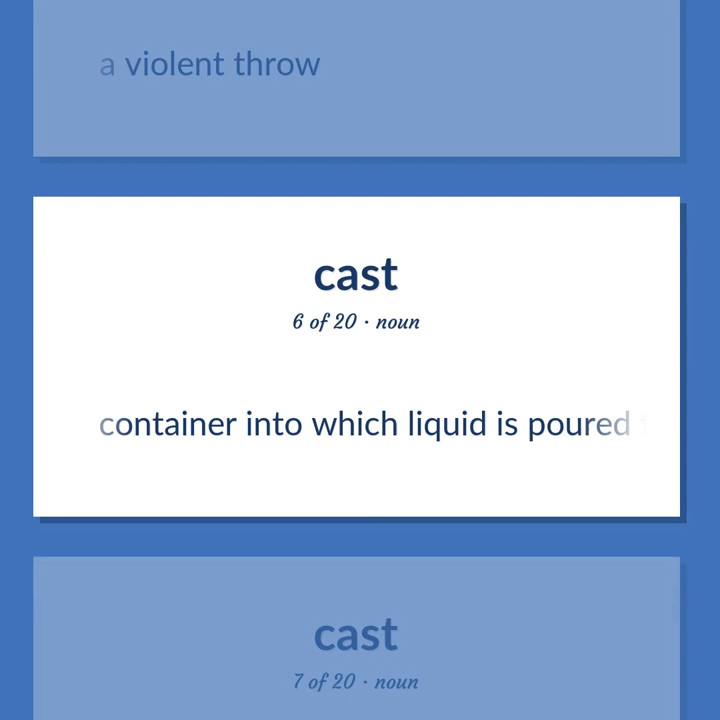 a violent throw
cast
6 of 20 · noun
container into which liquid is poured
cast
7 of 20 · noun